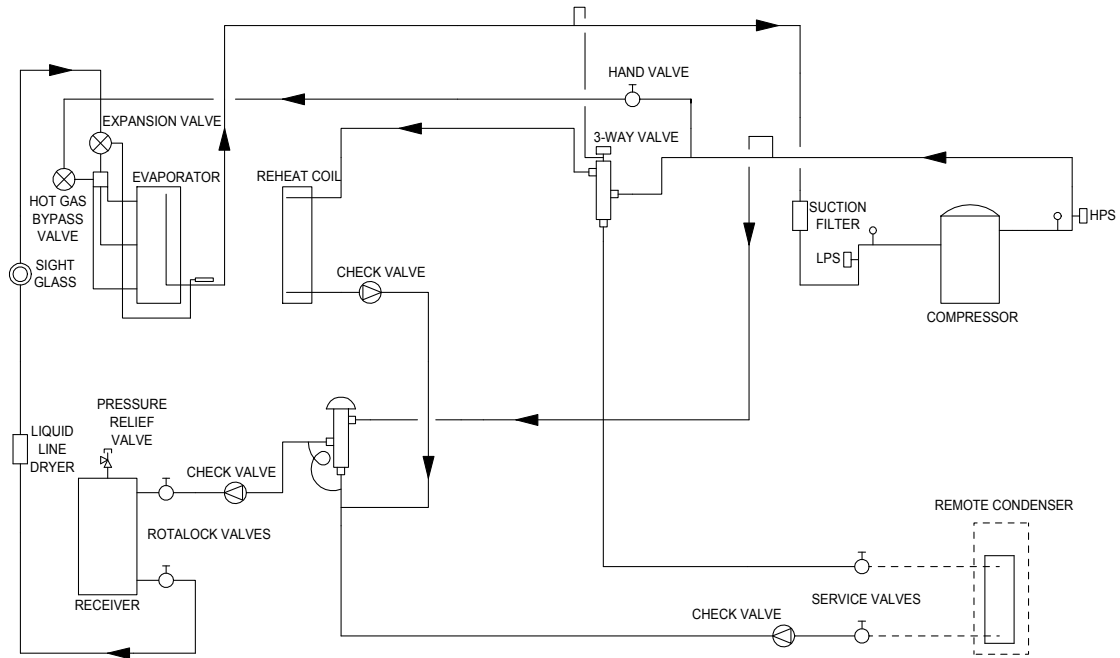 HAND VALVE
EXPANSION VALVE
3-WAY VALVE
EVAPORATOR
REHEAT COIL
HOT GAS
BYPASS
VALVE
SUCTION
FILTER
HPS
LPS
SIGHT
GLASS
CHECK VALVE
COMPRESSOR
PRESSURE
RELIEF
VALVE
LIQUID
LINE
DRYER
CHECK VALVE
ROTALOCK VALVES
REMOTE CONDENSER
RECEIVER
CHECK VALVE
SERVICE VALVES